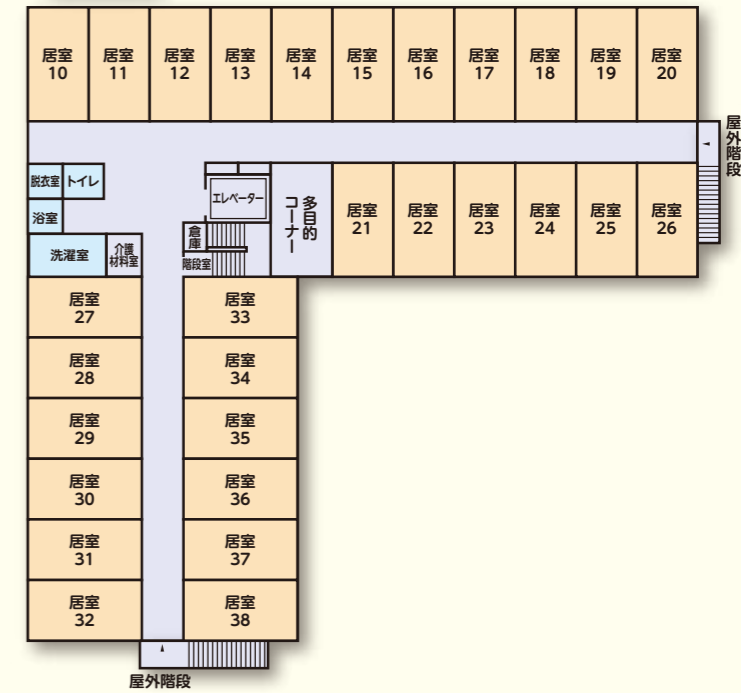 居室
10
居室
11
居室
12
居室
13
居室
14
居室
15
居室
16
居室
17
居室
18
居室
19
居室
20
屋外階段
脱衣室
トイレ
エレベーター
多目的
コーナー
居室
21
居室
22
居室
23
居室
24
居室
25
居室
26
浴室
倉庫
洗濯室
介護
材料室
階段室
居室
27
居室
33
居室
28
居室
34
居室
29
居室
35
居室
30
居室
36
居室
31
居室
37
居室
32
居室
38
屋外階段